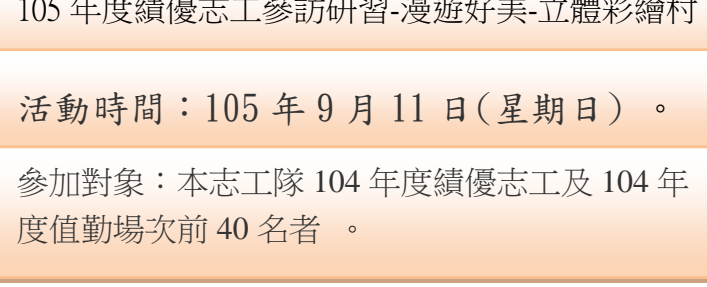 105 年度績優志工參訪研習-漫遊好美-立體彩繪村
活動時間：105 年 9 月 11 日(星期日) 。
參加對象：本志工隊 104 年度績優志工及 104 年
度值勤場次前 40 名者 。